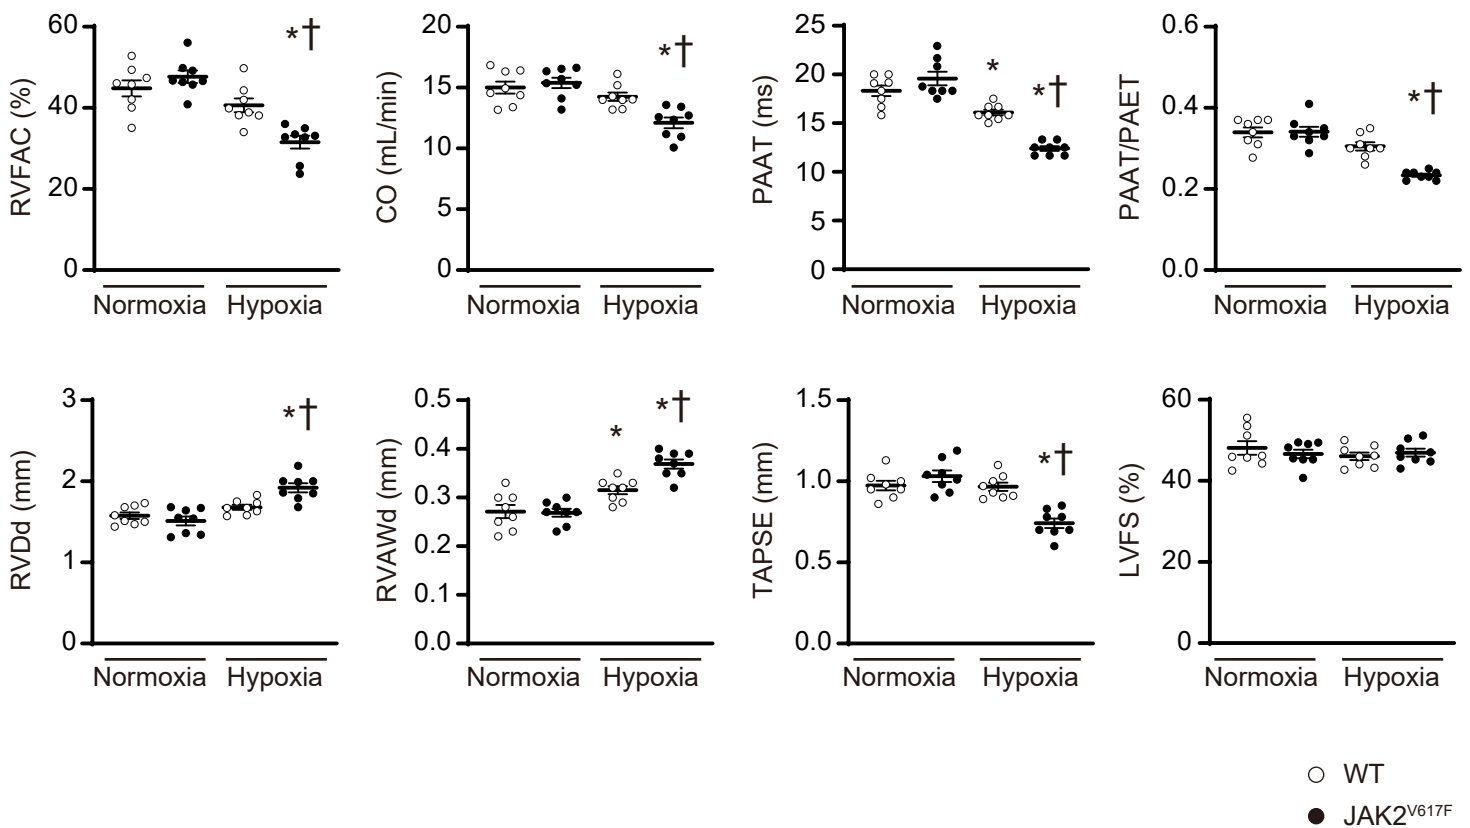 RVFAC (%)
60
40
20
0
*†
Normoxia Hypoxia
CO (mL/min)
20
15
10
5
0
*†
Normoxia Hypoxia
PAAT (ms)
25
20
15
10
5
0
*
*†
Normoxia Hypoxia
PAAT/PAET
0.6
0.4
0.2
0.0
*†
Normoxia Hypoxia
RVDd (mm)
3
2
1
0
*†
Normoxia Hypoxia
RVAWd (mm)
0.5
0.4
0.3
0.2
0.1
0.0
*
*†
Normoxia Hypoxia
TAPSE (mm)
1.5
1.0
0.5
0.0
*†
Normoxia Hypoxia
LVFS (%)
60
40
20
0
Normoxia Hypoxia
WT
JAK2V617F